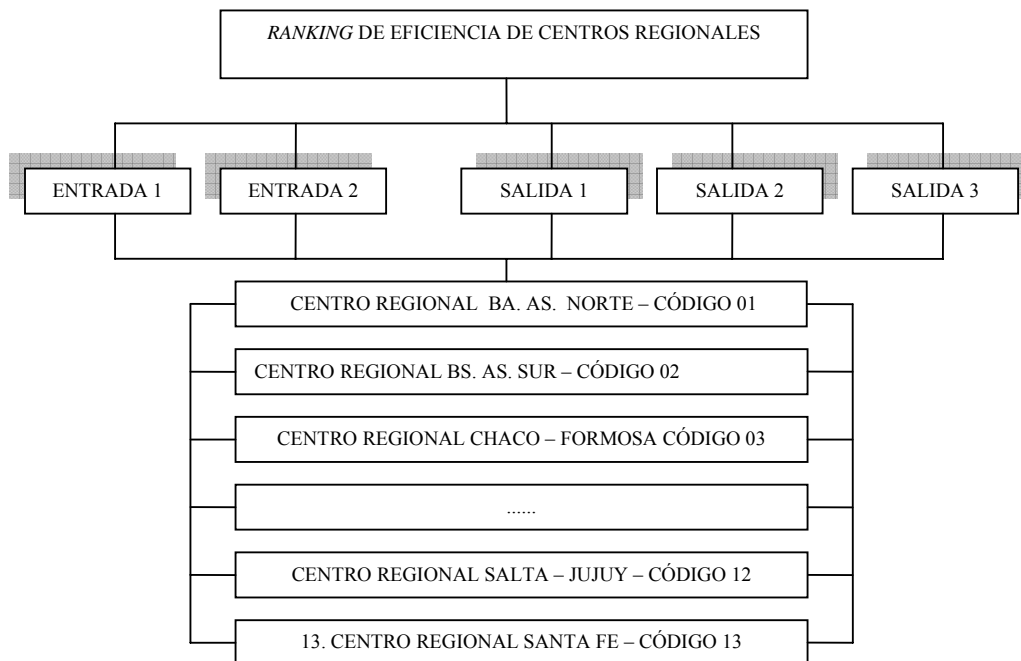 RANKING DE EFICIENCIA DE CENTROS REGIONALES
ENTRADA 1
ENTRADA 2
SALIDA 1
SALIDA 2
SALIDA 3
CENTRO REGIONAL BA. AS. NORTE – CÓDIGO 01
CENTRO REGIONAL BS. AS. SUR – CÓDIGO 02
CENTRO REGIONAL CHACO – FORMOSA CÓDIGO 03
......
CENTRO REGIONAL SALTA – JUJUY – CÓDIGO 12
13. CENTRO REGIONAL SANTA FE – CÓDIGO 13